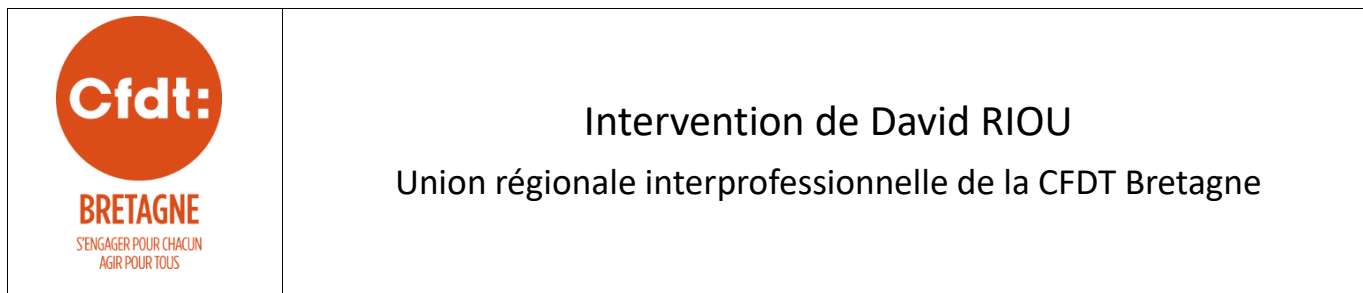 Cfdt:
BRETAGNE
S'ENGAGER POUR CHACUN
AGIR POUR TOUS
Intervention de David RIOU
Union régionale interprofessionnelle de la CFDT Bretagne